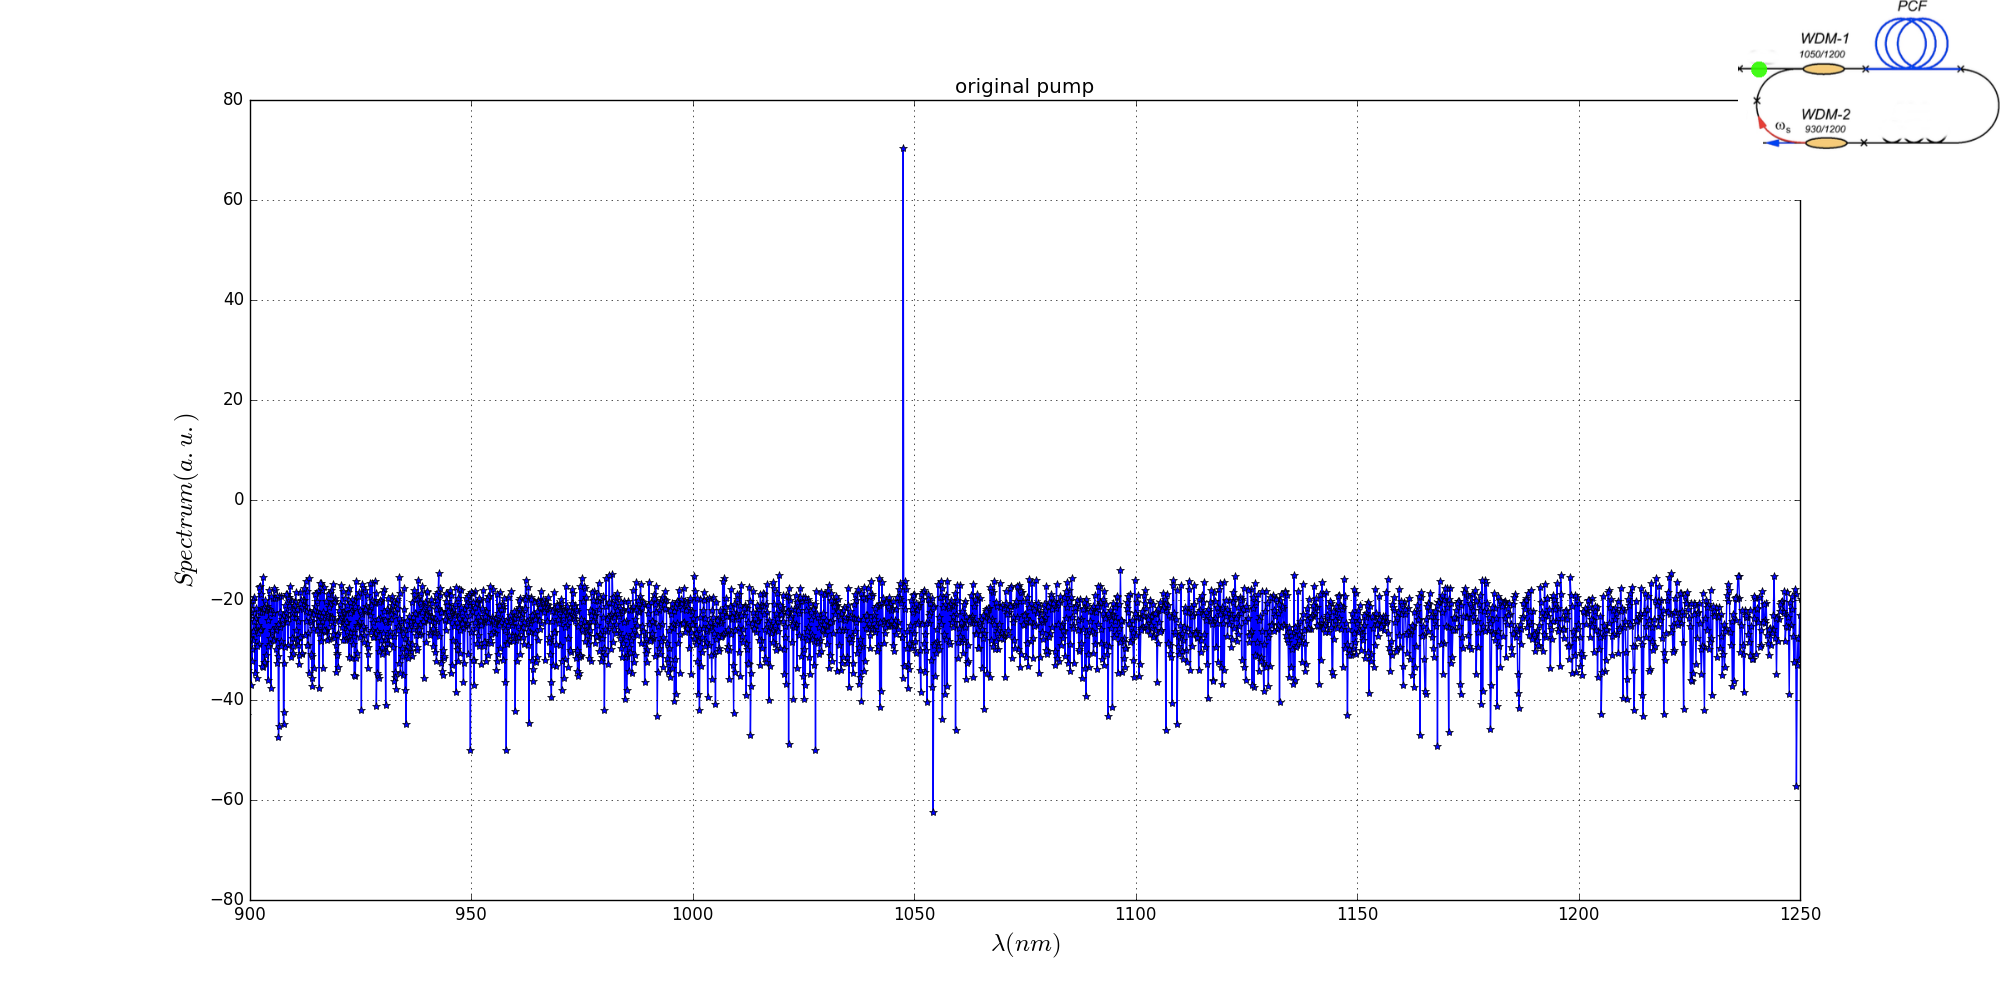 PCF
WDM-1
1050/1200
WDM-2
930/1200
ωs
original pump
80
60
40
20
0
−20
−40
−60
−80
Spectrum(a.u.)
900 950 1000 1050 1100 1150 1200 1250
λ(nm)